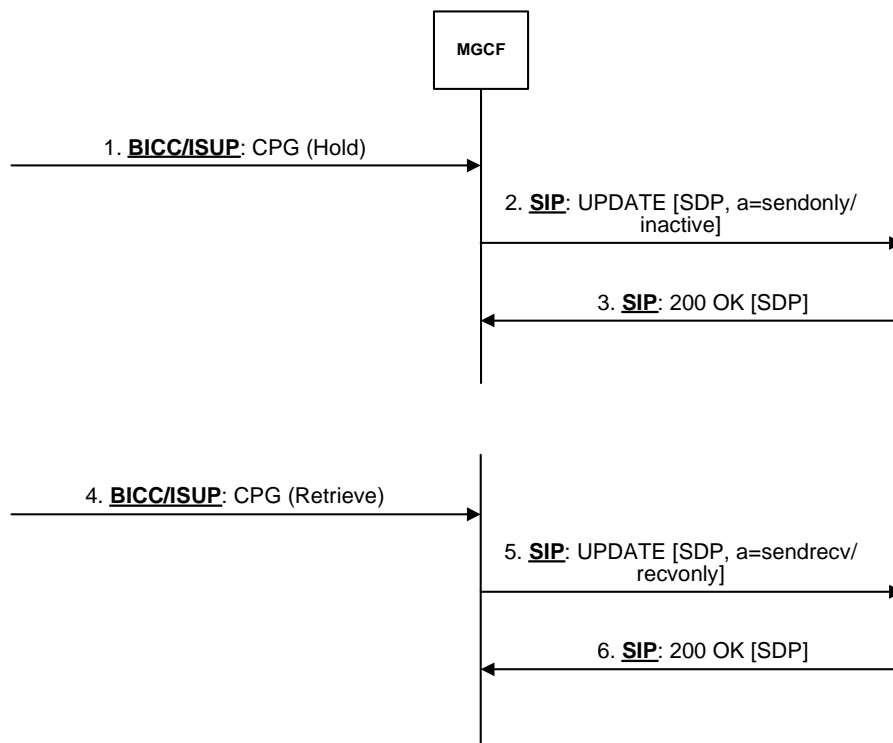 MGCF
1. BICC/ISUP: CPG (Hold)
2. SIP: UPDATE [SDP, a=sendonly/
inactive]
3. SIP: 200 OK [SDP]
4. BICC/ISUP: CPG (Retrieve)
5. SIP: UPDATE [SDP, a=sendrecv/
recvonly]
6. SIP: 200 OK [SDP]